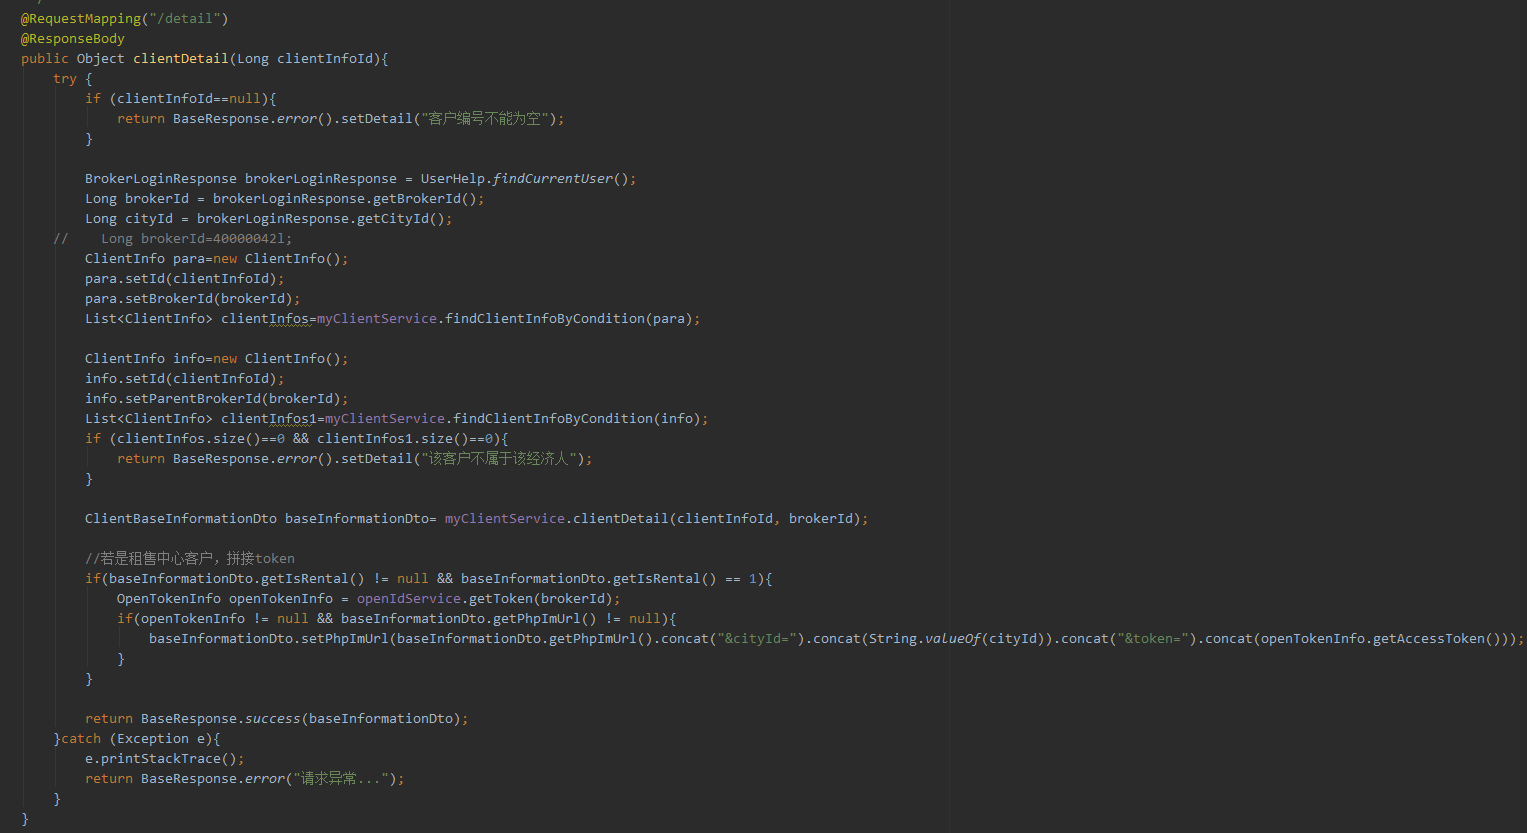 @RequestMapping("/detail")
@ResponseBody
public Object clientDetail(Long clientInfoId){
try {
if (clientInfoId==null){
return BaseResponse.error().setDetail("客户编号不能为空");
}
BrokerLoginResponse brokerLoginResponse = UserHelp.findCurrentUser();
Long brokerId = brokerLoginResponse.getBrokerId();
Long cityId = brokerLoginResponse.getCityId();
// Long brokerId=40000042l;
ClientInfo para=new ClientInfo();
para.setId(clientInfoId);
para.setBrokerId(brokerId);
List<ClientInfo> clientInfos=myClientService.findClientInfoByCondition(para);
ClientInfo info=new ClientInfo();
info.setId(clientInfoId);
info.setParentBrokerId(brokerId);
List<ClientInfo> clientInfos1=myClientService.findClientInfoByCondition(info);
if (clientInfos.size()==0 && clientInfos1.size()==0){
return BaseResponse.error().setDetail("该客户不属于该经济人");
}
ClientBaseInformationDto baseInformationDto= myClientService.clientDetail(clientInfoId, brokerId);
//若是租售中心客户，拼接token
if(baseInformationDto.getIsRental() != null && baseInformationDto.getIsRental() == 1){
OpenTokenInfo openTokenInfo = openIdService.getToken(brokerId);
if(openTokenInfo != null && baseInformationDto.getPhpImUrl() != null){
baseInformationDto.setPhpImUrl(baseInformationDto.getPhpImUrl().concat("&cityId=").concat(String.valueOf(cityId)).concat("&token=").concat(openTokenInfo.getAccessToken()));
}
}
return BaseResponse.success(baseInformationDto);
}catch (Exception e){
e.printStackTrace();
return BaseResponse.error("请求异常...");
}
}